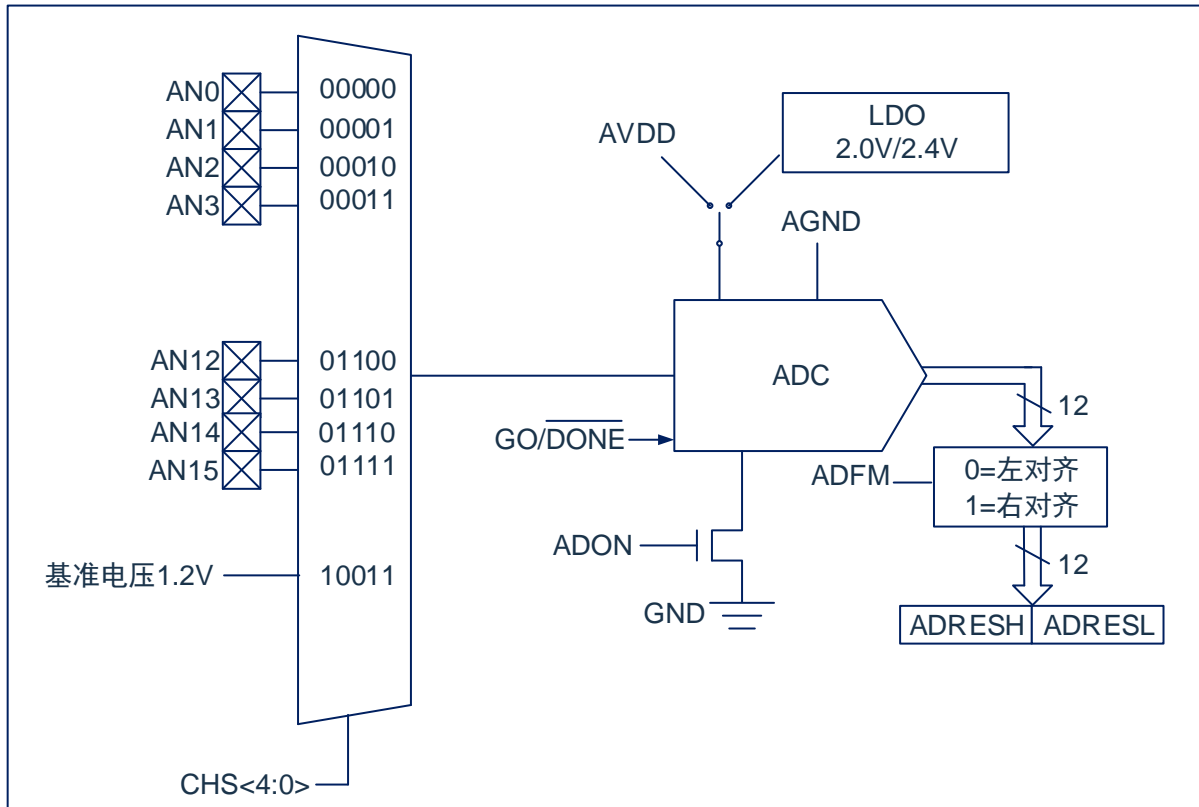 AN0
00000
AN1
00001
AN2
00010
AN3
00011
AN12
01100
AN13
01101
AN14
01110
AN15
01111
基准电压1.2V
10011
CHS<4:0>
AVDD
LDO
2.0V/2.4V
AGND
ADC
GO/DONE
12
ADFM
0=左对齐
1=右对齐
ADON
12
GND
ADRESH
ADRESL